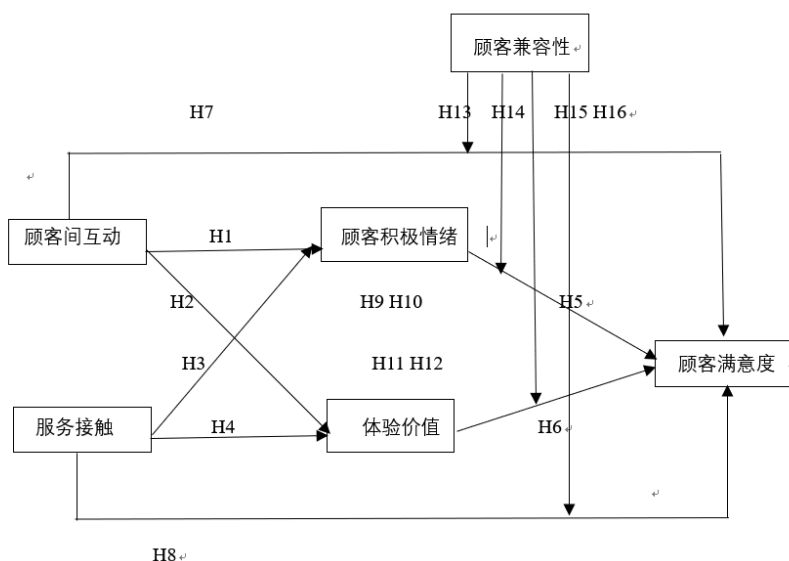 顾客兼容性
H7
H13
H14
H15 H16
顾客间互动
H1
顾客积极情绪
H2
H9 H10
H5
H3
H11 H12
顾客满意度
服务接触
H4
体验价值
H6
H8